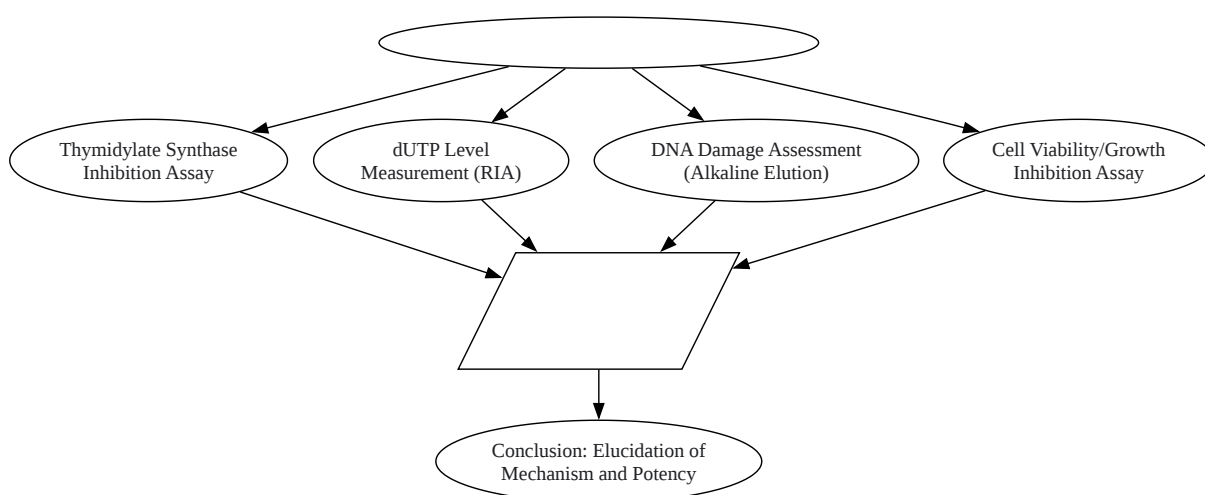 Thymidylate Synthase
Inhibition Assay
dUTP Level
Measurement (RIA)
DNA Damage Assessment
(Alkaline Elution)
Cell Viability/Growth
Inhibition Assay
Conclusion: Elucidation of
Mechanism and Potency